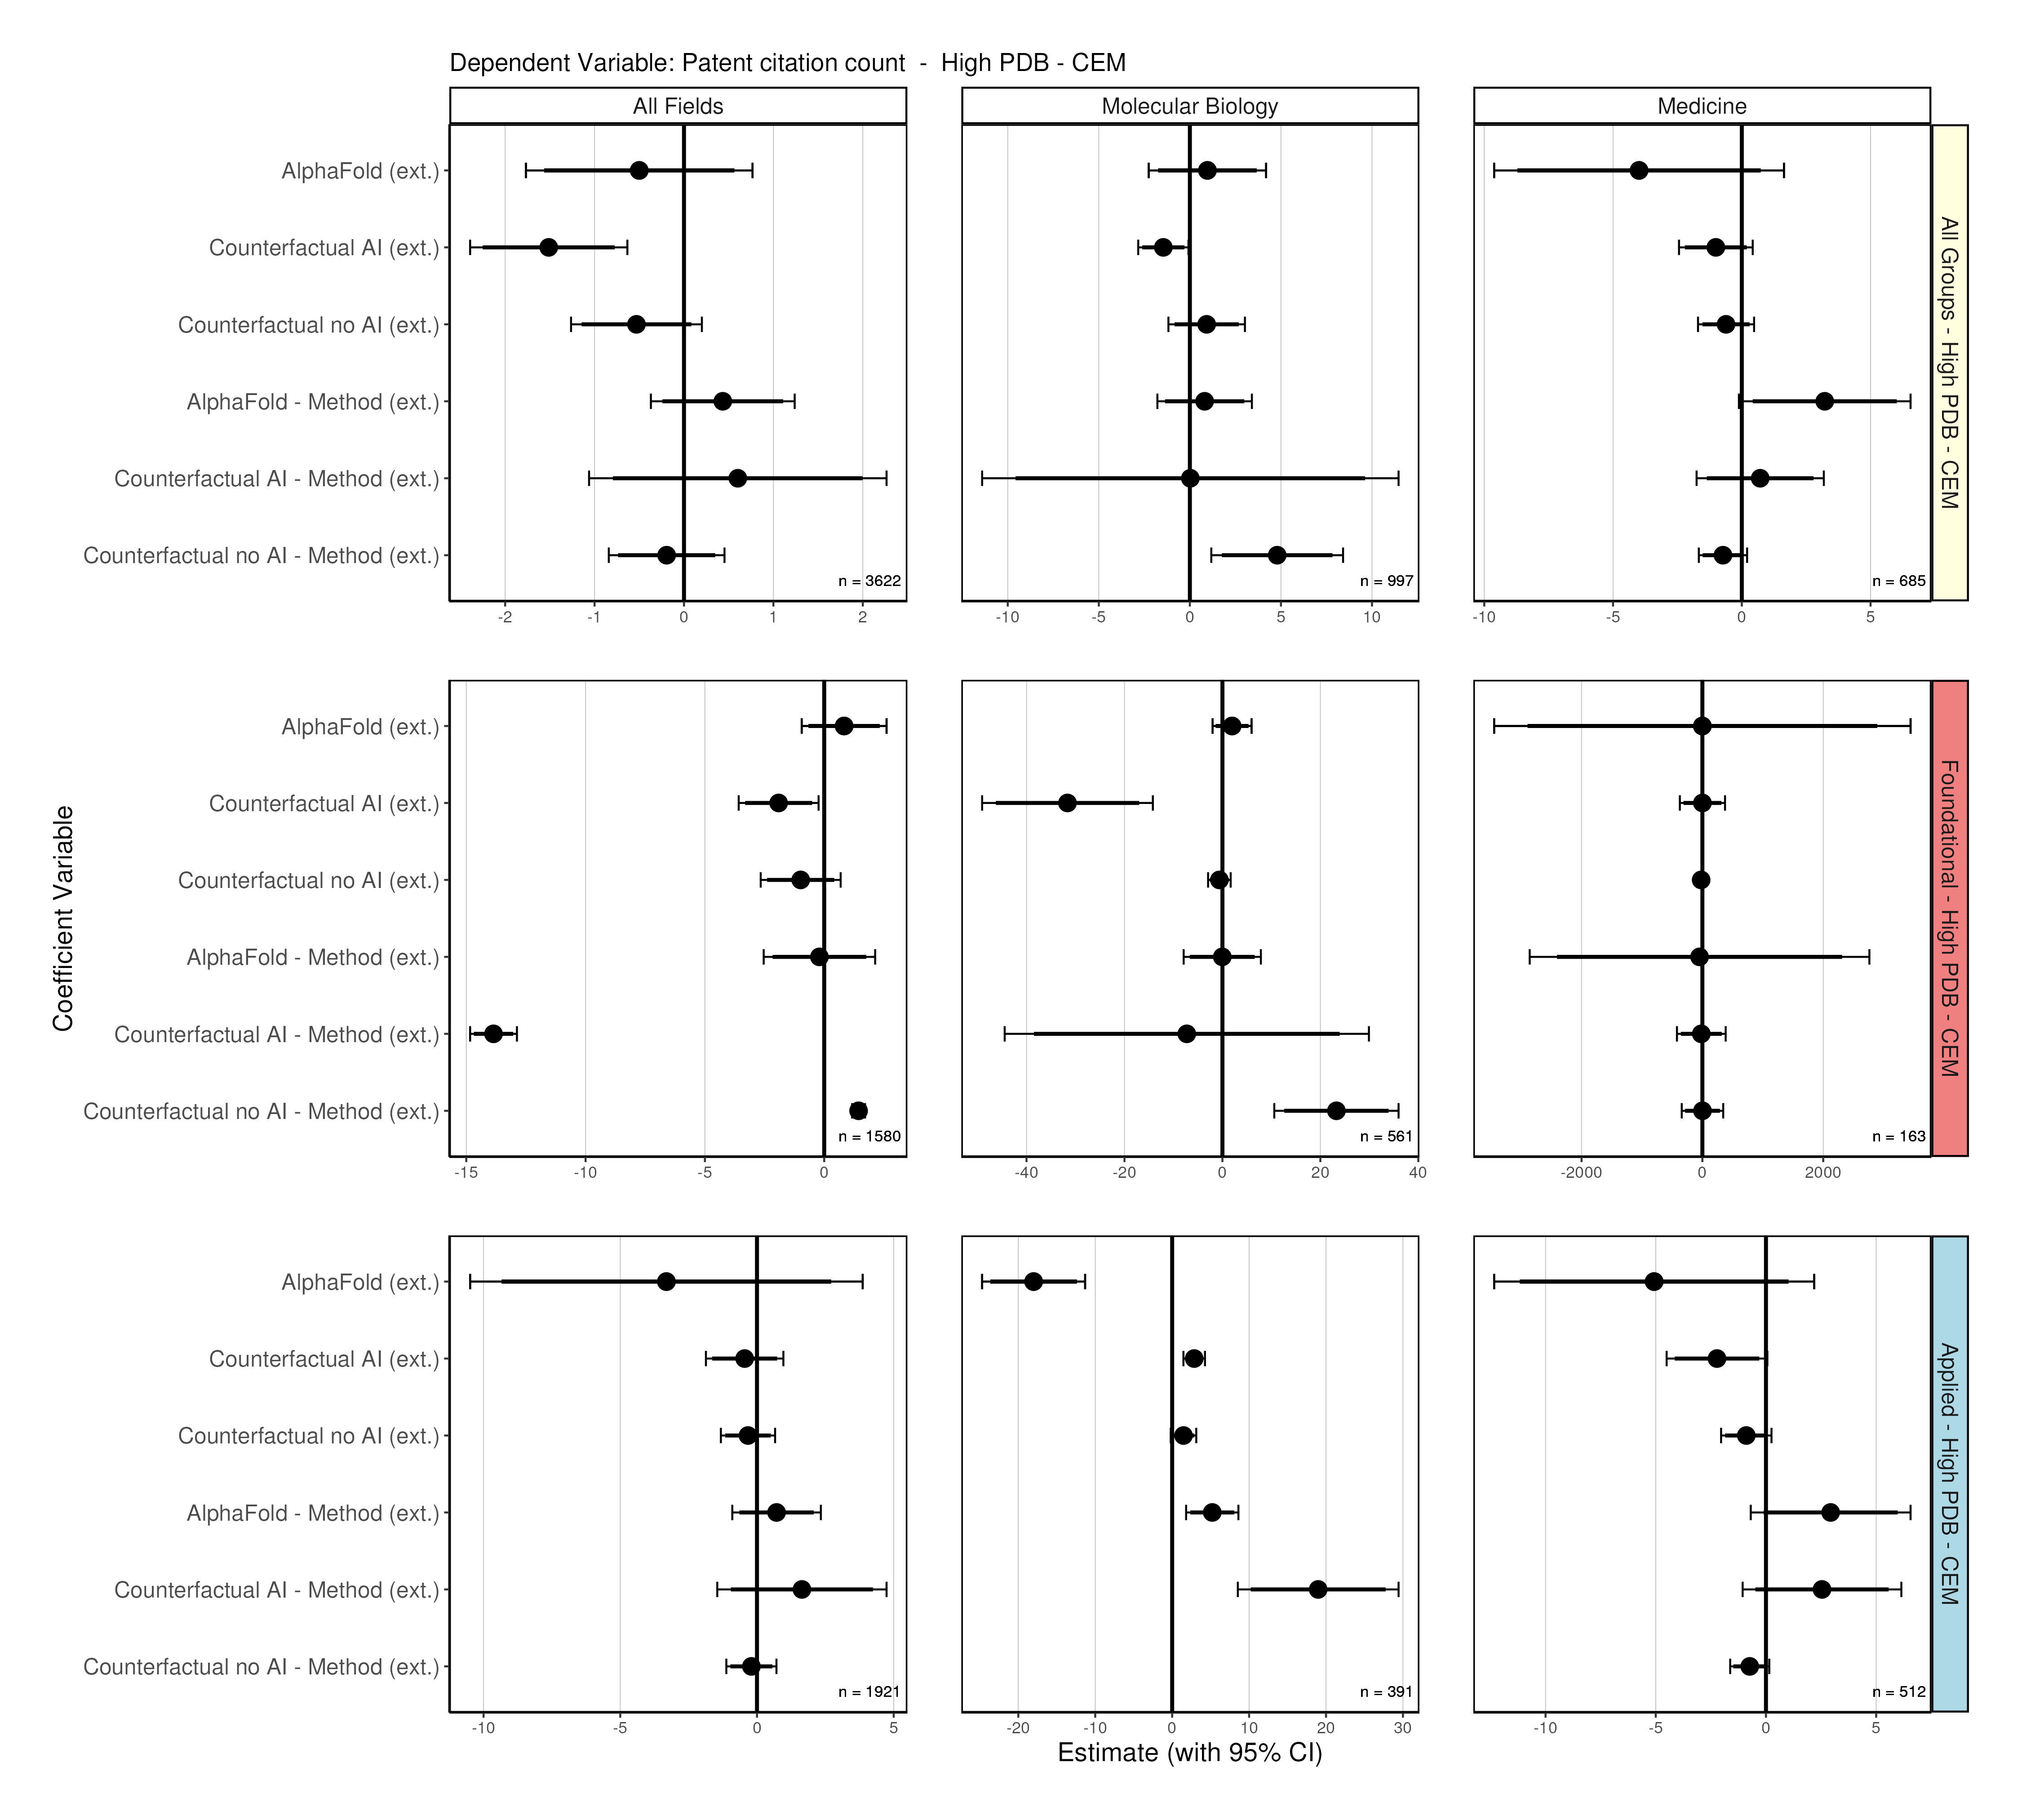 Dependent Variable: Patent citation count - High PDB - CEM
All Fields
Molecular Biology
Medicine
AlphaFold (ext.)
Counterfactual AI (ext.)
Counterfactual no AI (ext.)
AlphaFold - Method (ext.)
Counterfactual AI - Method (ext.)
Counterfactual no AI - Method (ext.)
n = 3622
n = 997
n = 685
-2 -1 0 1 2
-10 -5 0 5 10
-10 -5 0 5
All Groups - High PDB - CEM
Coefficient Variable
AlphaFold (ext.)
Counterfactual AI (ext.)
Counterfactual no AI (ext.)
AlphaFold - Method (ext.)
Counterfactual AI - Method (ext.)
Counterfactual no AI - Method (ext.)
n = 1580
n = 561
n = 163
-15 -10 -5 0
-40 -20 0 20 40
-2000 0 2000
Foundational - High PDB - CEM
AlphaFold (ext.)
Counterfactual AI (ext.)
Counterfactual no AI (ext.)
AlphaFold - Method (ext.)
Counterfactual AI - Method (ext.)
Counterfactual no AI - Method (ext.)
n = 1921
n = 391
n = 512
-10 -5 0 5
-20 -10 0 10 20 30
-10 -5 0 5
Applied - High PDB - CEM
Estimate (with 95% CI)